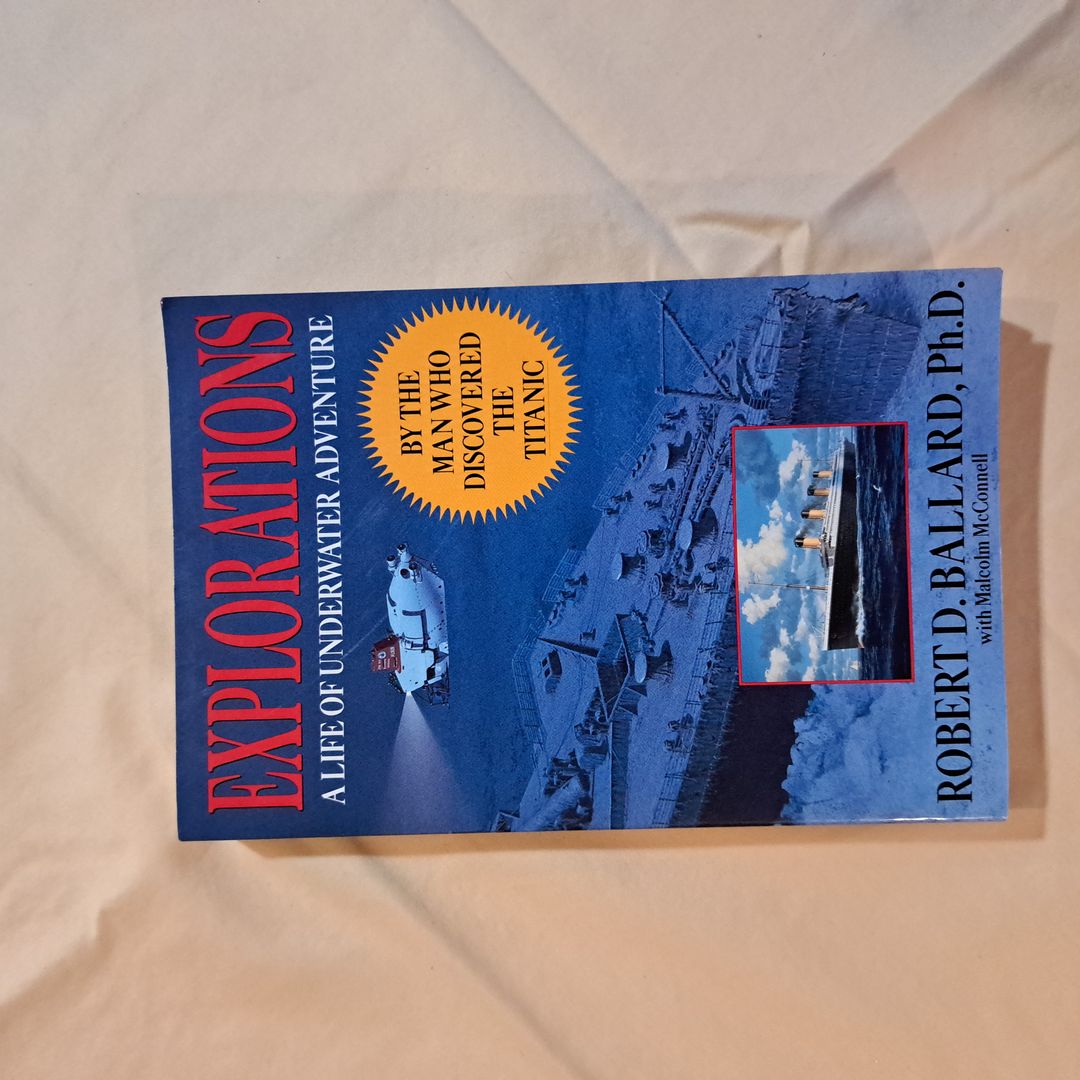 EXPLORATIONS
A LIFE OF UNDERWATER ADVENTURE
BY THE
MAN WHO
DISCOVERED
THE
TITANIC
ROBERT D. BALLARD, Ph.D.
with Malcolm McConnell